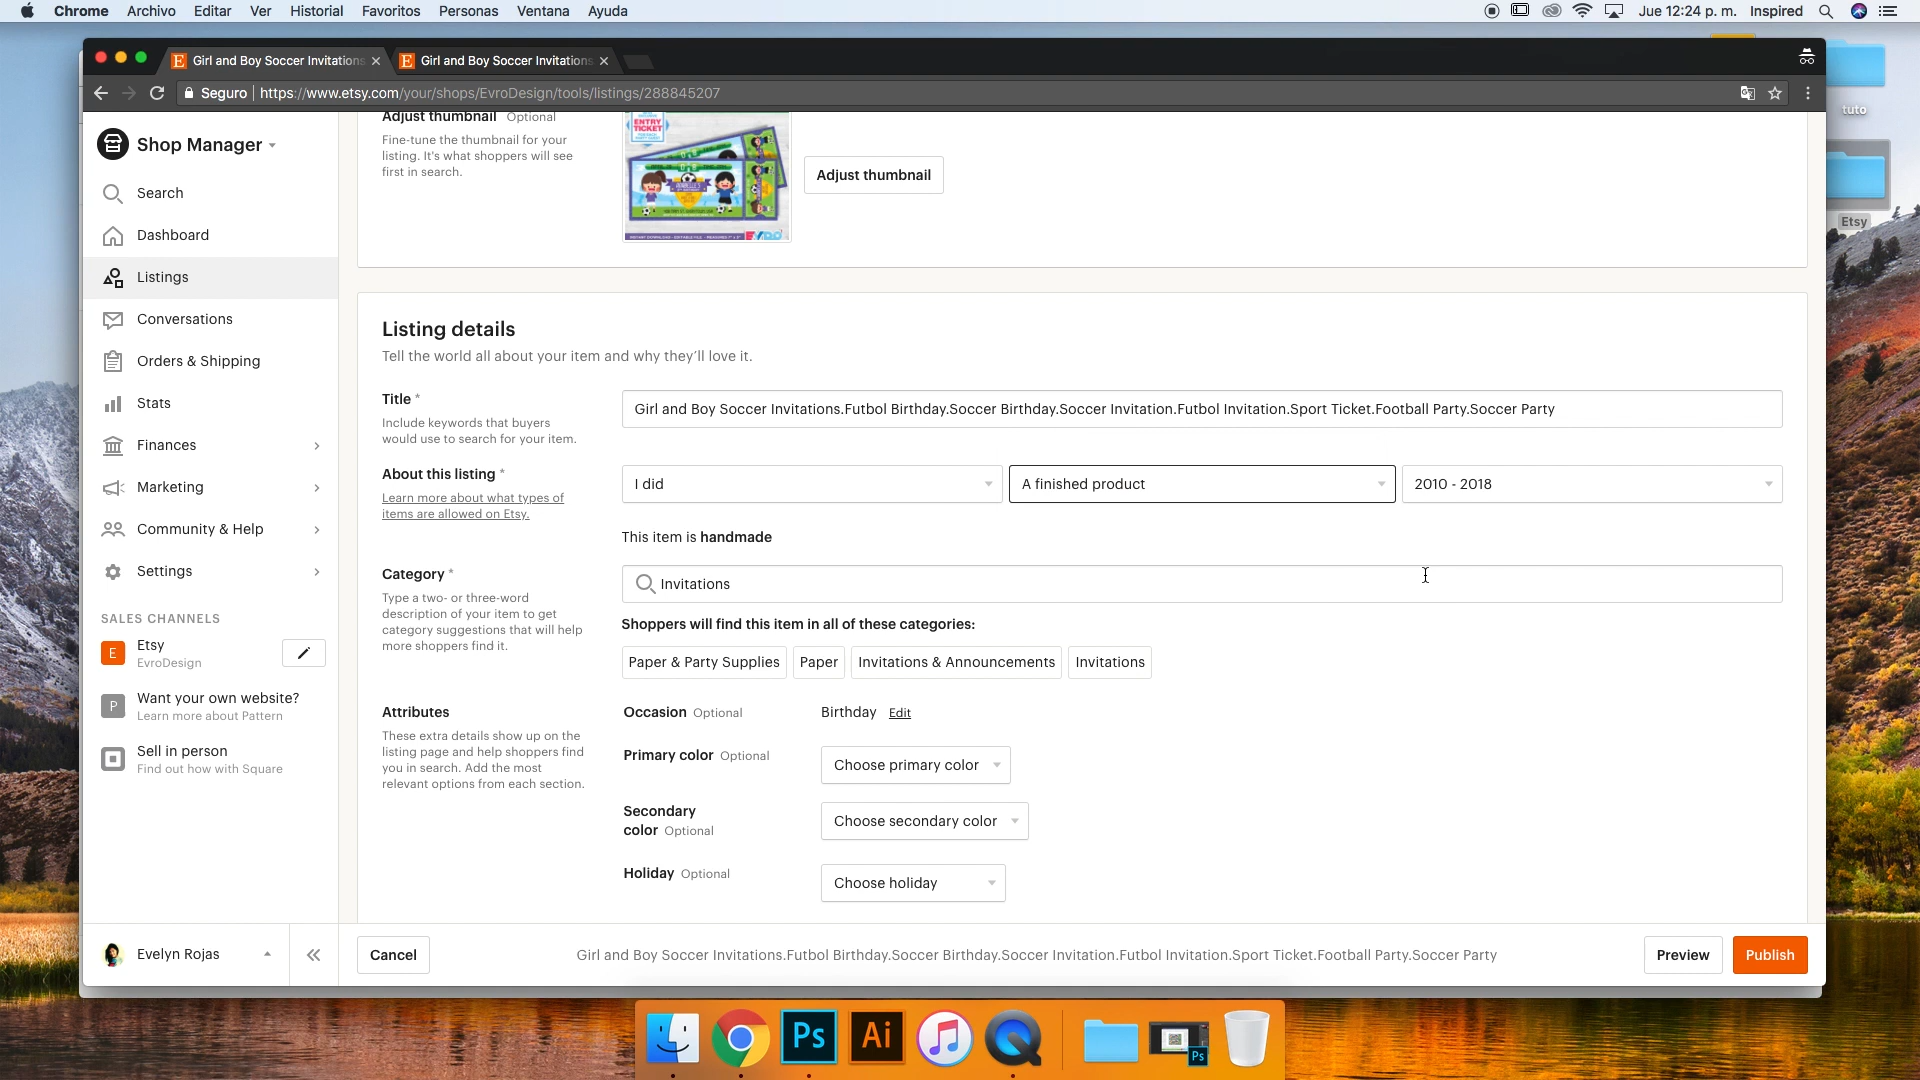 Chrome Archivo Editar Ver Historial Favoritos Personas Ventana Ayuda
Jue 12:24 p. m. Inspired
Girl and Boy Soccer Invitations
Girl and Boy Soccer Invitations
Seguro | https://www.etsy.com/your/shops/EvroDesign/tools/listings/288845207
tuto
Etsy
Shop Manager
Search
Dashboard
Listings
Conversations
Orders & Shipping
Stats
Finances
Marketing
Community & Help
Settings
SALES CHANNELS
E
Etsy
EvroDesign
P
Want your own website?
Learn more about Pattern
Sell in person
Find out how with Square
Evelyn Rojas
Adjust thumbnail Optional
Fine-tune the thumbnail for your
listing. It's what shoppers will see
first in search.
ENTRY
TICKET
Adjust thumbnail
Listing details
Tell the world all about your item and why they'll love it.
Title *
Include keywords that buyers
would use to search for your item.
Girl and Boy Soccer Invitations.Futbol Birthday.Soccer Birthday.Soccer Invitation.Futbol Invitation.Sport Ticket.Football Party.Soccer Party
About this listing *
Learn more about what types of
items are allowed on Etsy.
I did
A finished product
2010 - 2018
This item is handmade
Category *
Type a two- or three-word
description of your item to get
category suggestions that will help
more shoppers find it.
Invitations
Shoppers will find this item in all of these categories:
Paper & Party Supplies
Paper
Invitations & Announcements
Invitations
Attributes
These extra details show up on the
listing page and help shoppers find
you in search. Add the most
relevant options from each section.
Occasion Optional
Birthday Edit
Primary color Optional
Choose primary color
Secondary
color Optional
Choose secondary color
Holiday Optional
Choose holiday
Cancel
Girl and Boy Soccer Invitations.Futbol Birthday.Soccer Birthday.Soccer Invitation.Futbol Invitation.Sport Ticket.Football Party.Soccer Party
Preview
Publish
Ps
Ai
Ps